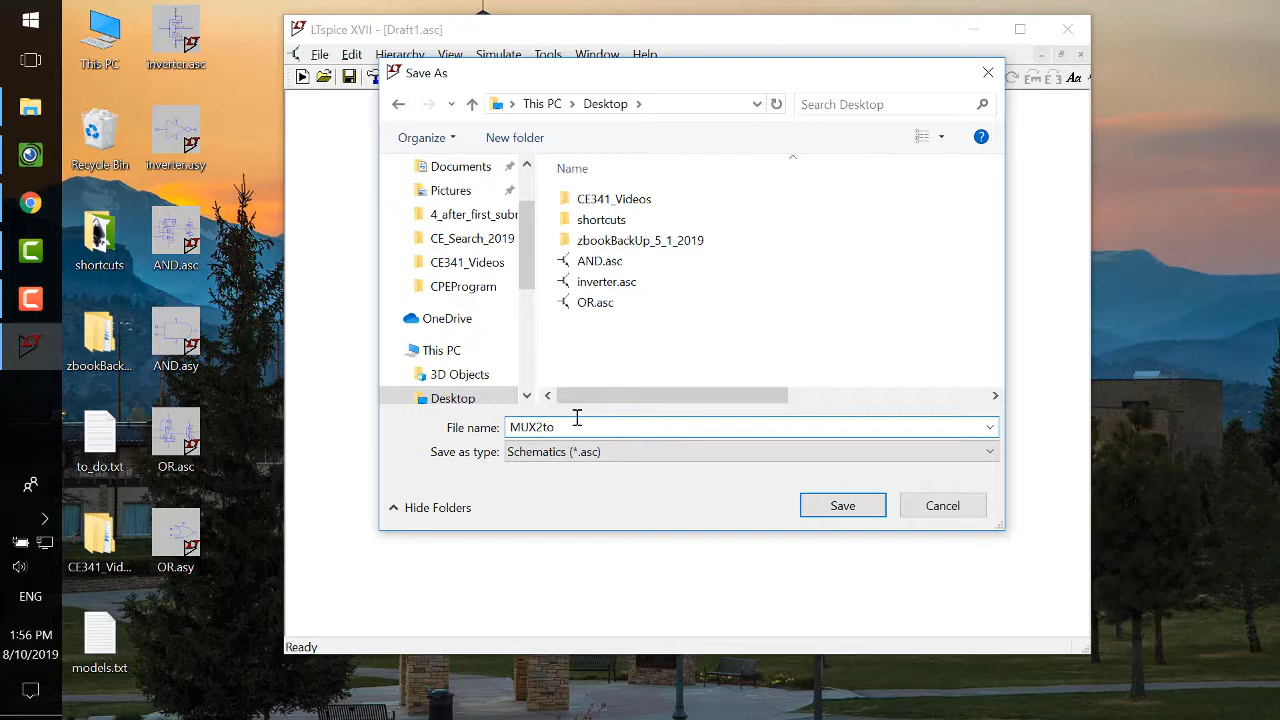 This PC
Recycle Bin
shortcuts
zbookBack...
to_do.txt
CE341_Vid...
models.txt
inverter.asc
inverter.asy
AND.asc
AND.asy
OR.asc
OR.asy
ENG
1:56 PM
8/10/2019
LTspice XVII - [Draft1.asc]
File Edit Hierarchy View Simulate Tools Window Help
Aa
Save As
This PC > Desktop >
Search Desktop
Organize New folder
Documents
Pictures
4_after_first_subr
CE_Search_2019
CE341_Videos
CPEProgram
OneDrive
This PC
3D Objects
Desktop
Name
CE341_Videos
shortcuts
zbookBackUp_5_1_2019
AND.asc
inverter.asc
OR.asc
File name: MUX2to
Save as type: Schematics (*.asc)
Hide Folders
Save Cancel
Ready